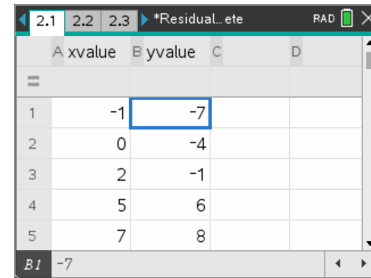 2.1 2.2 2.3 *Residual...ete RAD
A xvalue B yvalue C D
=
1 -1 -7
2 0 -4
3 2 -1
4 5 6
5 7 8
B1 -7